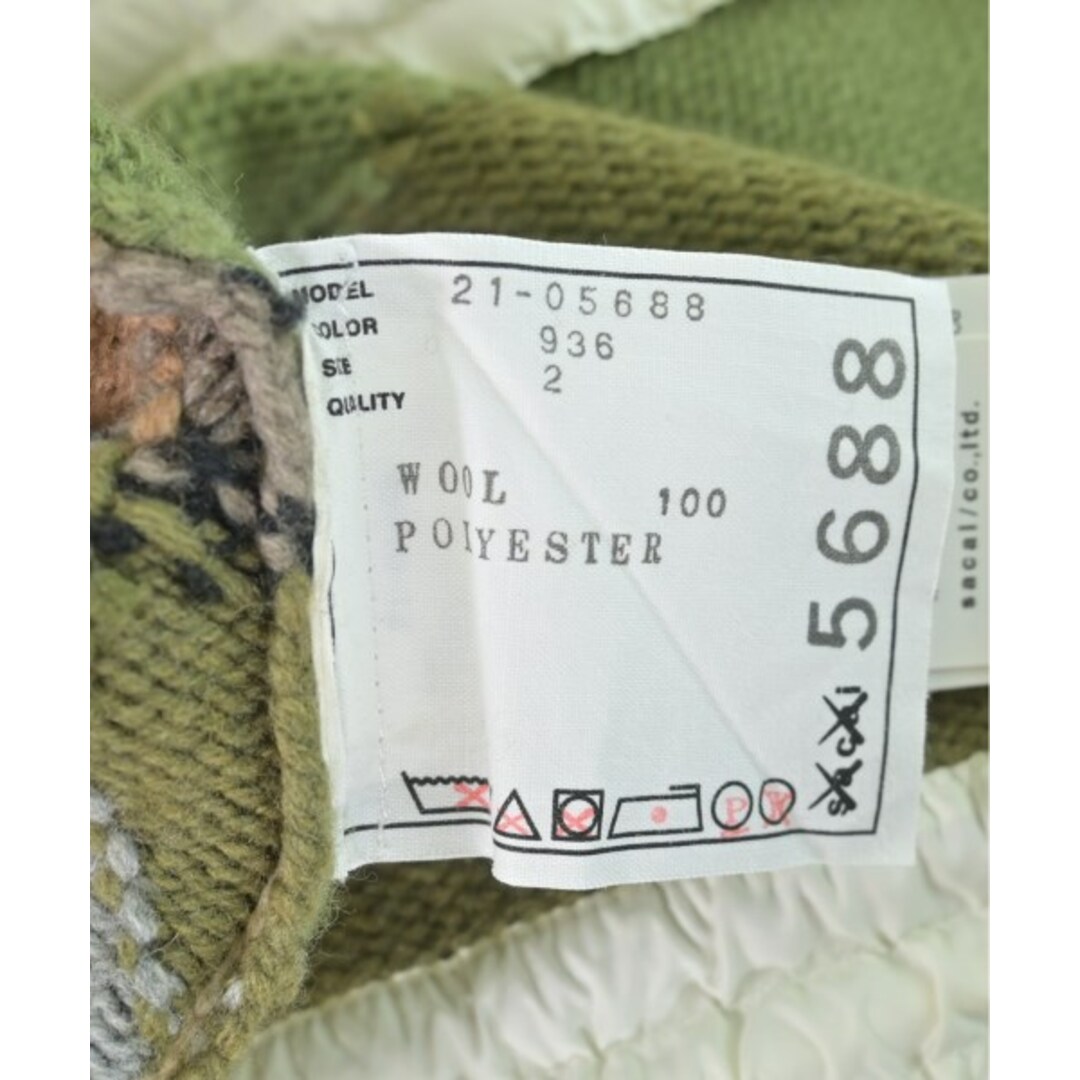 MODEL 21-05688
COLOR 936
SIZE 2
QUALITY
WOOL 100
POLYESTER
5688
sacai
P
sacai/co.,ltd.